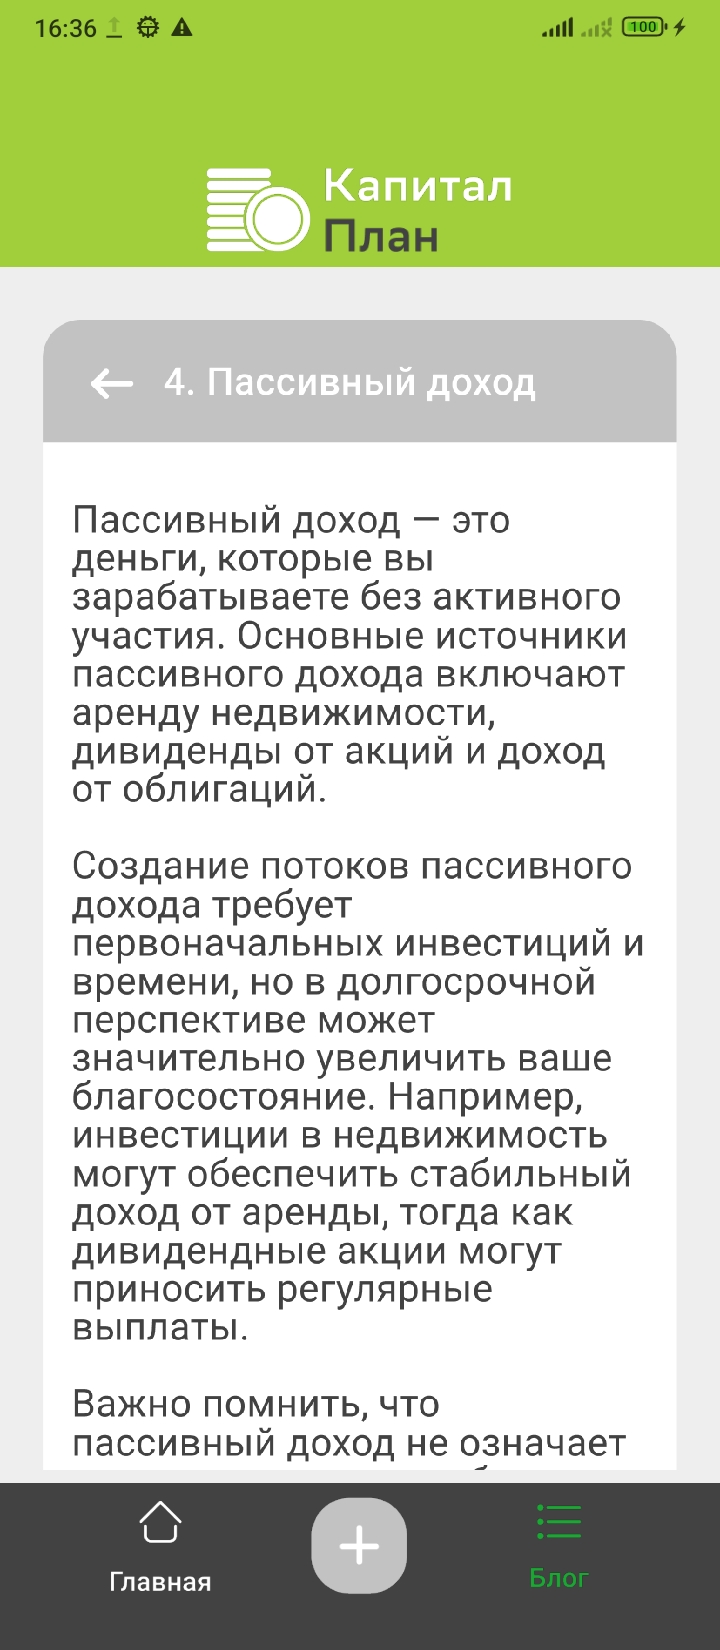 16:36
100
Капитал
План
4. Пассивный доход
Пассивный доход — это
деньги, которые вы
зарабатываете без активного
участия. Основные источники
пассивного дохода включают
аренду недвижимости,
дивиденды от акций и доход
от облигаций.
Создание потоков пассивного
дохода требует
первоначальных инвестиций и
времени, но в долгосрочной
перспективе может
значительно увеличить ваше
благосостояние. Например,
инвестиции в недвижимость
могут обеспечить стабильный
доход от аренды, тогда как
дивидендные акции могут
приносить регулярные
выплаты.
Важно помнить, что
пассивный доход не означает
Главная
Блог